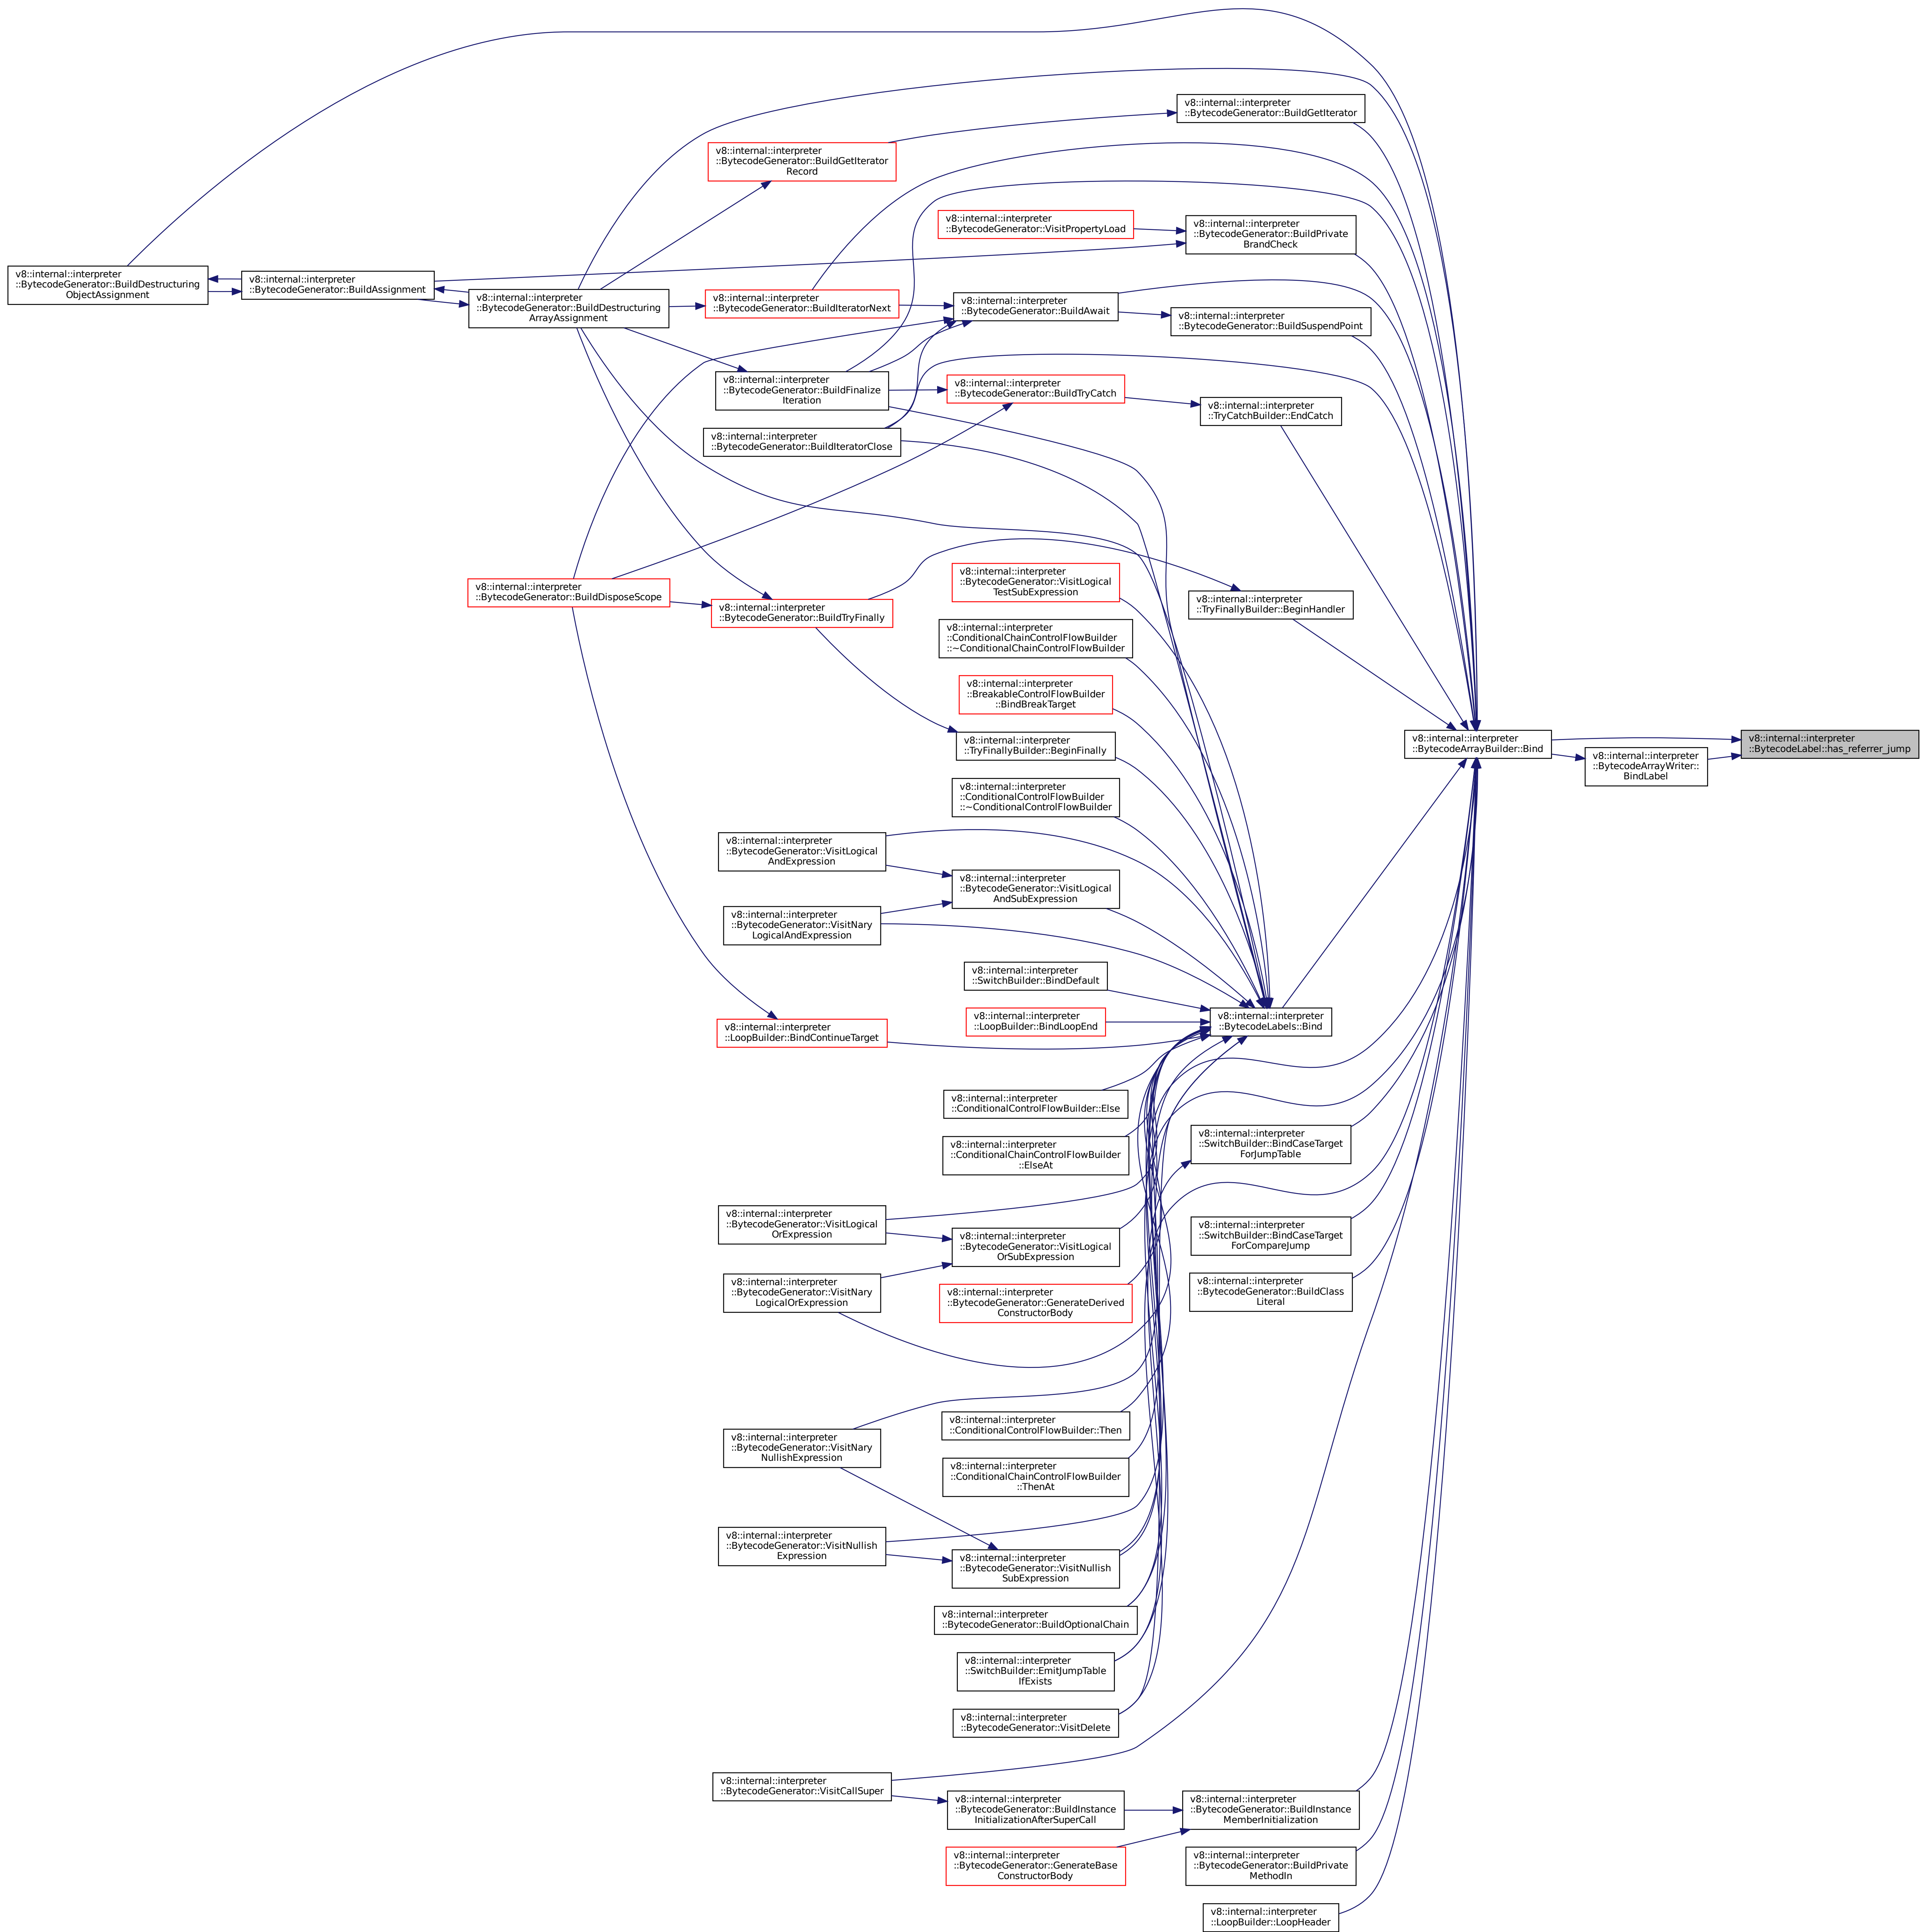 v8::internal::interpreter
::BytecodeGenerator::BuildGetIterator
v8::internal::interpreter
::BytecodeGenerator::BuildGetIterator
Record
v8::internal::interpreter
::BytecodeGenerator::VisitPropertyLoad
v8::internal::interpreter
::BytecodeGenerator::BuildPrivate
BrandCheck
v8::internal::interpreter
::BytecodeGenerator::BuildDestructuring
ObjectAssignment
v8::internal::interpreter
::BytecodeGenerator::BuildAssignment
v8::internal::interpreter
::BytecodeGenerator::BuildDestructuring
ArrayAssignment
v8::internal::interpreter
::BytecodeGenerator::BuildIteratorNext
v8::internal::interpreter
::BytecodeGenerator::BuildAwait
v8::internal::interpreter
::BytecodeGenerator::BuildSuspendPoint
v8::internal::interpreter
::BytecodeGenerator::BuildFinalize
Iteration
v8::internal::interpreter
::BytecodeGenerator::BuildTryCatch
v8::internal::interpreter
::TryCatchBuilder::EndCatch
v8::internal::interpreter
::BytecodeGenerator::BuildIteratorClose
v8::internal::interpreter
::BytecodeGenerator::BuildDisposeScope
v8::internal::interpreter
::BytecodeGenerator::BuildTryFinally
v8::internal::interpreter
::BytecodeGenerator::VisitLogical
TestSubExpression
v8::internal::interpreter
::TryFinallyBuilder::BeginHandler
v8::internal::interpreter
::ConditionalChainControlFlowBuilder
::~ConditionalChainControlFlowBuilder
v8::internal::interpreter
::BreakableControlFlowBuilder
::BindBreakTarget
v8::internal::interpreter
::TryFinallyBuilder::BeginFinally
v8::internal::interpreter
::BytecodeArrayBuilder::Bind
v8::internal::interpreter
::BytecodeArrayWriter::
BindLabel
v8::internal::interpreter
::BytecodeLabel::has_referrer_jump
v8::internal::interpreter
::ConditionalControlFlowBuilder
::~ConditionalControlFlowBuilder
v8::internal::interpreter
::BytecodeGenerator::VisitLogical
AndExpression
v8::internal::interpreter
::BytecodeGenerator::VisitLogical
AndSubExpression
v8::internal::interpreter
::BytecodeGenerator::VisitNary
LogicalAndExpression
v8::internal::interpreter
::SwitchBuilder::BindDefault
v8::internal::interpreter
::LoopBuilder::BindLoopEnd
v8::internal::interpreter
::BytecodeLabels::Bind
v8::internal::interpreter
::LoopBuilder::BindContinueTarget
v8::internal::interpreter
::ConditionalControlFlowBuilder::Else
v8::internal::interpreter
::ConditionalChainControlFlowBuilder
::ElseAt
v8::internal::interpreter
::SwitchBuilder::BindCaseTarget
ForJumpTable
v8::internal::interpreter
::BytecodeGenerator::VisitLogical
OrExpression
v8::internal::interpreter
::BytecodeGenerator::VisitLogical
OrSubExpression
v8::internal::interpreter
::SwitchBuilder::BindCaseTarget
ForCompareJump
v8::internal::interpreter
::BytecodeGenerator::VisitNary
LogicalOrExpression
v8::internal::interpreter
::BytecodeGenerator::GenerateDerived
ConstructorBody
v8::internal::interpreter
::BytecodeGenerator::BuildClass
Literal
v8::internal::interpreter
::ConditionalControlFlowBuilder::Then
v8::internal::interpreter
::BytecodeGenerator::VisitNary
NullishExpression
v8::internal::interpreter
::ConditionalChainControlFlowBuilder
::ThenAt
v8::internal::interpreter
::BytecodeGenerator::VisitNullish
Expression
v8::internal::interpreter
::BytecodeGenerator::VisitNullish
SubExpression
v8::internal::interpreter
::BytecodeGenerator::BuildOptionalChain
v8::internal::interpreter
::SwitchBuilder::EmitJumpTable
IfExists
v8::internal::interpreter
::BytecodeGenerator::VisitDelete
v8::internal::interpreter
::BytecodeGenerator::VisitCallSuper
v8::internal::interpreter
::BytecodeGenerator::BuildInstance
InitializationAfterSuperCall
v8::internal::interpreter
::BytecodeGenerator::BuildInstance
MemberInitialization
v8::internal::interpreter
::BytecodeGenerator::GenerateBase
ConstructorBody
v8::internal::interpreter
::BytecodeGenerator::BuildPrivate
MethodIn
v8::internal::interpreter
::LoopBuilder::LoopHeader